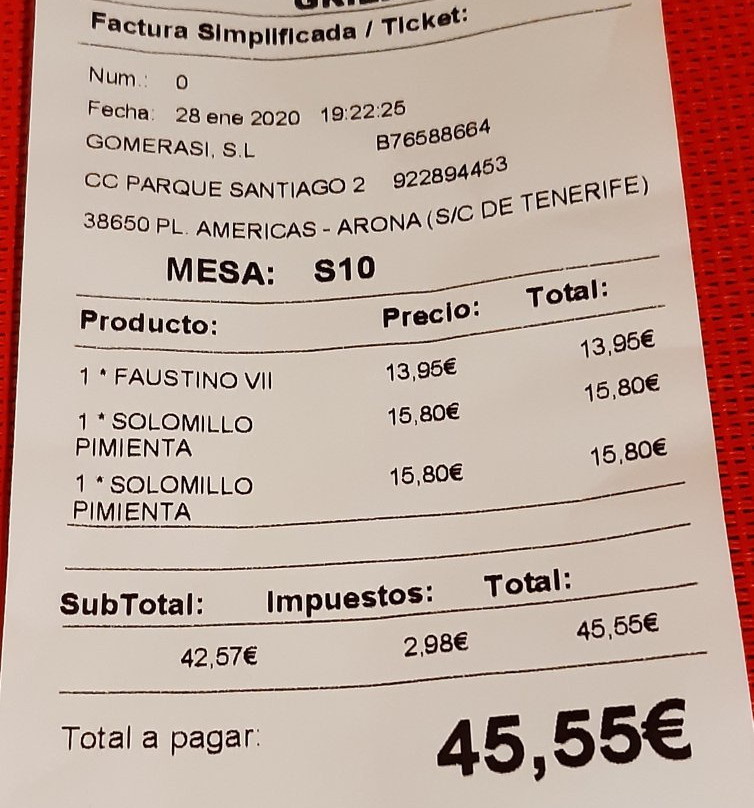 Factura Simplificada / Ticket:
Num.: 0
Fecha: 28 ene 2020 19:22:25
GOMERASI, S.L B76588664
CC PARQUE SANTIAGO 2 922894453
38650 PL. AMERICAS - ARONA (S/C DE TENERIFE)
MESA: S10
Producto: Precio: Total:
1 * FAUSTINO VII 13,95€ 13,95€
1 * SOLOMILLO 15,80€ 15,80€
PIMIENTA
1 * SOLOMILLO 15,80€ 15,80€
PIMIENTA
SubTotal: Impuestos: Total:
42,57€ 2,98€ 45,55€
Total a pagar: 45,55€